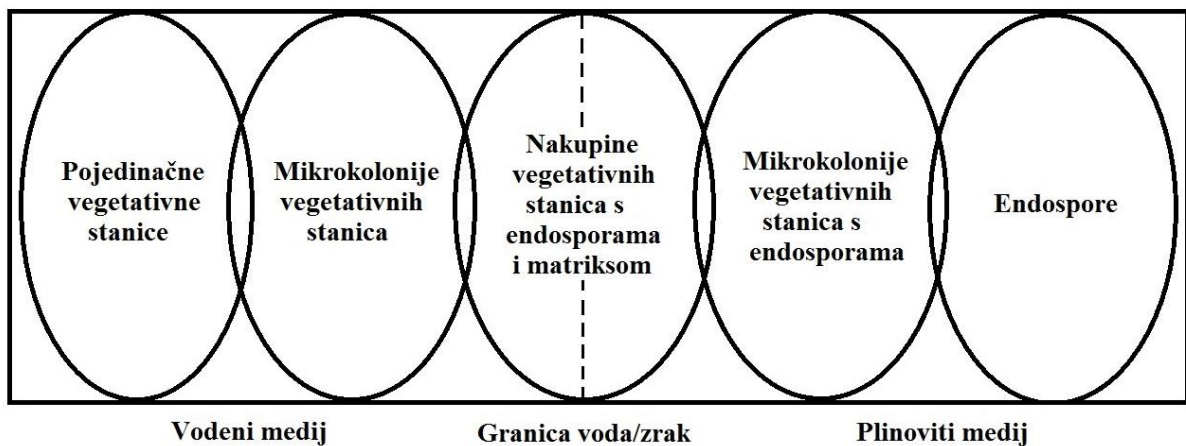 Pojedinačne
vegetativne
stanice
Mikrokolonije
vegetativnih
stanica
Nakupine
vegetativnih
stanica s
endosporama
i matriksom
Mikrokolonije
vegetativnih
stanica s
endosporama
Endospore
Vodeni medij
Granica voda/zrak
Plinoviti medij